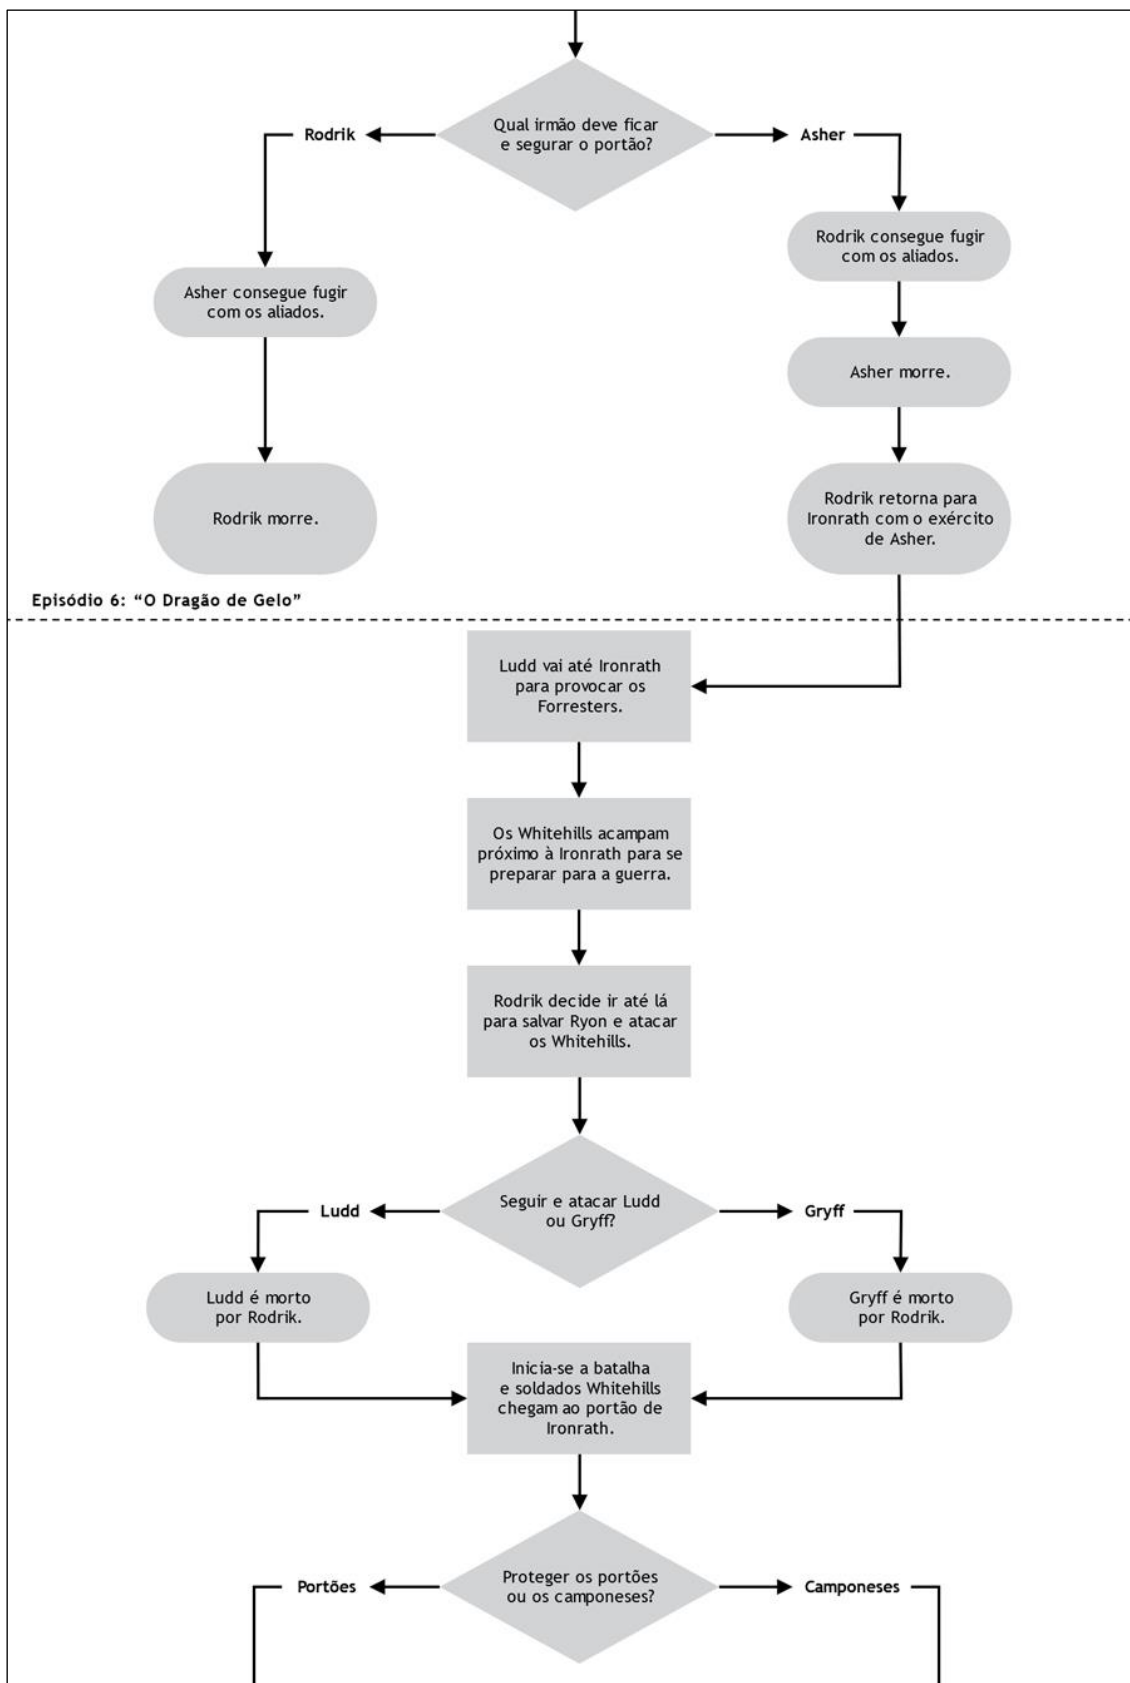 Qual irmão deve ficar
e segurar o portão?
Rodrik
Asher
Rodrik consegue fugir
com os aliados.
Asher consegue fugir
com os aliados.
Asher morre.
Rodrik morre.
Rodrik retorna para
Ironrath com o exército
de Asher.
Episódio 6: “O Dragão de Gelo”
Ludd vai até Ironrath
para provocar os
Forresters.
Os Whitehills acampam
próximo à Ironrath para se
preparar para a guerra.
Rodrik decide ir até lá
para salvar Ryon e atacar
os Whitehills.
Seguir e atacar Ludd
ou Gryff?
Ludd
Gryff
Ludd é morto
por Rodrik.
Gryff é morto
por Rodrik.
Inicia-se a batalha
e soldados Whitehills
chegam ao portão de
Ironrath.
Proteger os portões
ou os camponeses?
Portões
Camponeses